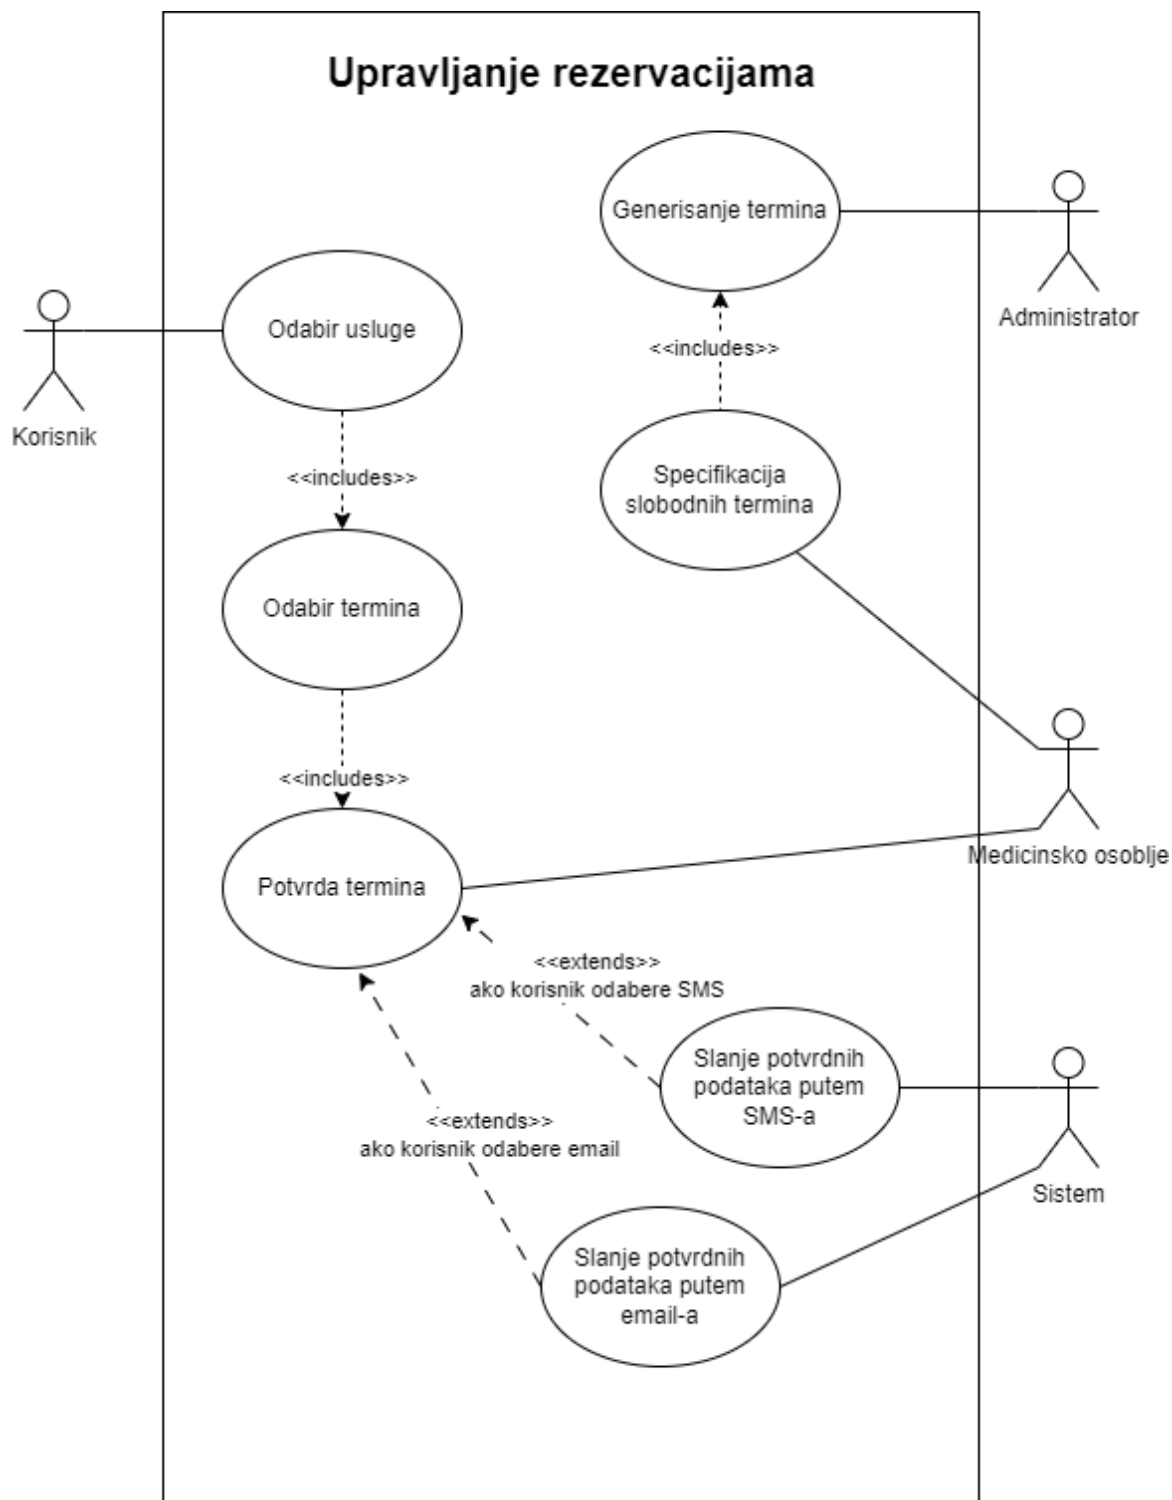 Upravljanje rezervacijama
Generisanje termina
Administrator
Odabir usluge
Korisnik
<<includes>>
<<includes>>
Specifikacija
slobodnih termina
Odabir termina
<<includes>>
Potvrda termina
Medicinsko osoblje
<<extends>>
ako korisnik odabere SMS
Slanje potvrdnih
podataka putem
SMS-a
<<extends>>
ako korisnik odabere email
Sistem
Slanje potvrdnih
podataka putem
email-a